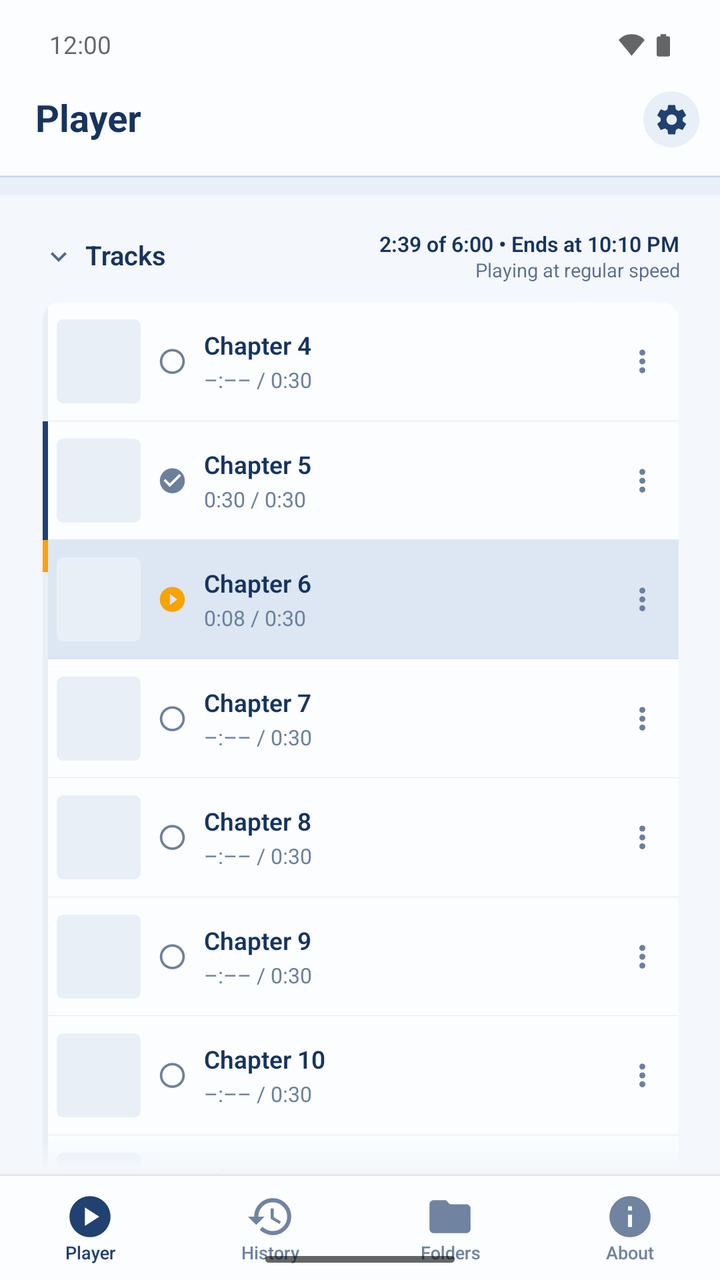 12:00
Player
Tracks
2:39 of 6:00 • Ends at 10:10 PM
Playing at regular speed
Chapter 4
–:–– / 0:30
Chapter 5
0:30 / 0:30
Chapter 6
0:08 / 0:30
Chapter 7
–:–– / 0:30
Chapter 8
–:–– / 0:30
Chapter 9
–:–– / 0:30
Chapter 10
–:–– / 0:30
Player
History
Folders
About